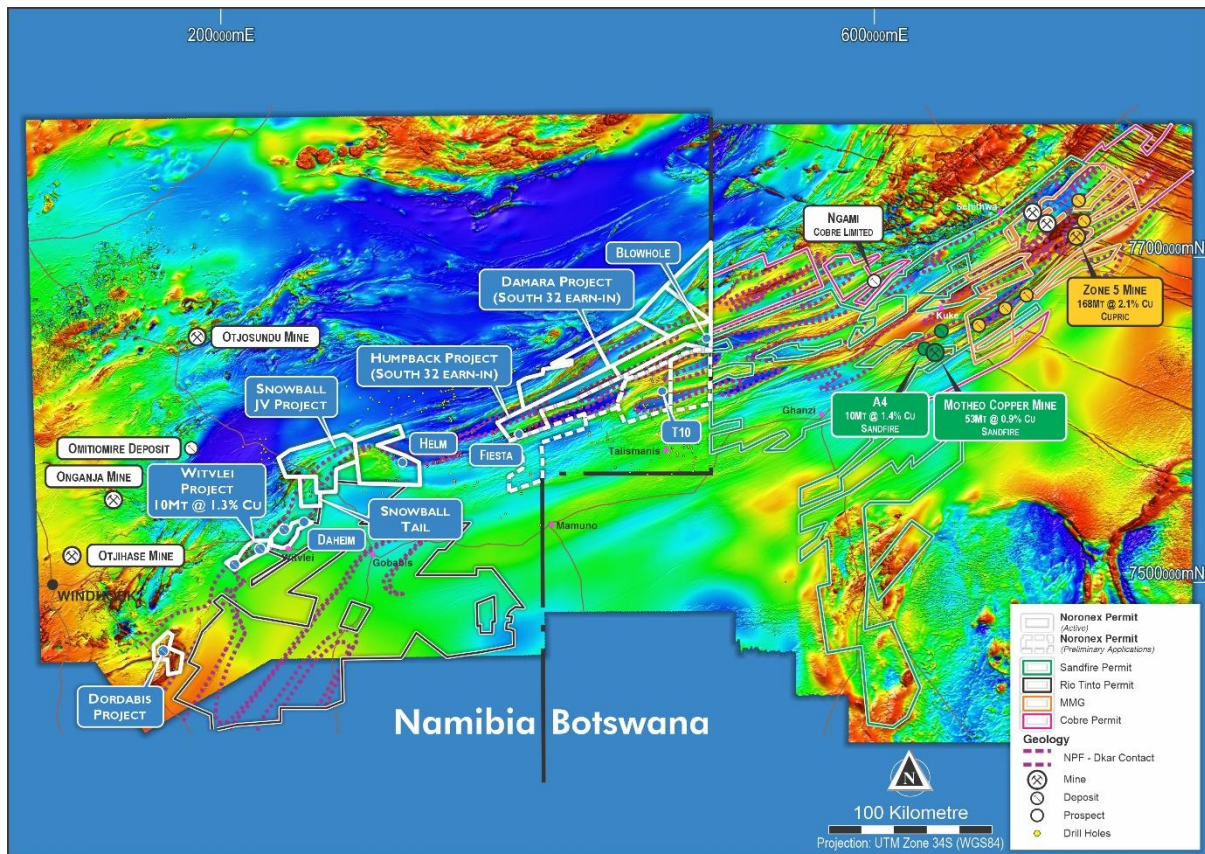 200000mE
600000mE
NGAMI
COBRE LIMITED
Sehithwa
7700000mN
BLOWHOLE
DAMARA PROJECT
(SOUTH 32 EARN-IN)
ZONE 5 MINE
168MT @ 2.1% CU
CUPRIC
Kuke
OTJOSUNDU MINE
HUMPBACK PROJECT
(SOUTH 32 EARN-IN)
SNOWBALL
JV PROJECT
A4
10MT @ 1.4% CU
SANDFIRE
MOTHEO COPPER MINE
53MT @ 0.9% CU
SANDFIRE
Ghanzi
T10
OMITIOMIRE DEPOSIT
HELM
FIESTA
Talismanis
ONGANJA MINE
WITVLEI
PROJECT
10MT @ 1.3% CU
SNOWBALL
TAIL
DAHEIM
Mamuno
OTJIHASE MINE
Witvlei
Gobabis
7500000mN
WINDHOEK
DORDABIS
PROJECT
Namibia Botswana
Noronex Permit
(Active)
Noronex Permit
(Preliminary Applications)
Sandfire Permit
Rio Tinto Permit
MMG
Cobre Permit
Geology
NPF - Dkar Contact
Mine
Deposit
Prospect
Drill Holes
N
100 Kilometre
Projection: UTM Zone 34S (WGS84)